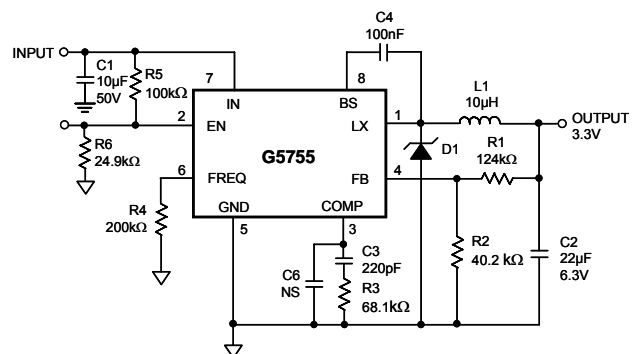 C4
100nF
INPUT
C1
10µF
50V
R5
100kΩ
7
8
IN
BS
L1
10µH
2
EN
LX
1
OUTPUT
3.3V
R6
24.9kΩ
G5755
D1
R1
124kΩ
6
FREQ
FB
4
R4
200kΩ
GND
COMP
5
3
C6
NS
C3
220pF
R3
68.1kΩ
R2
40.2 kΩ
C2
22µF
6.3V